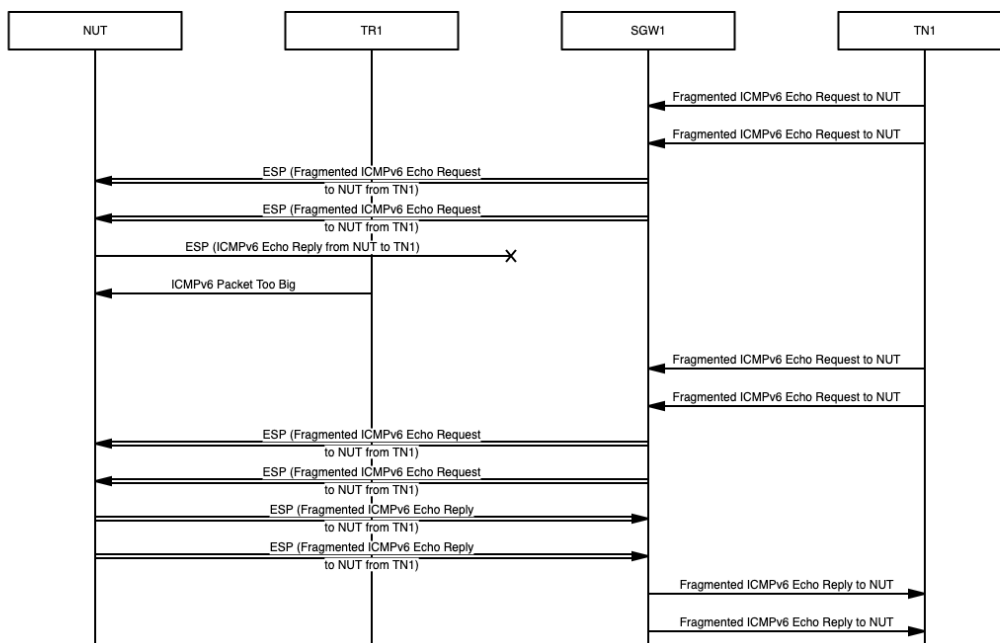 NUT
TR1
SGW1
TN1
Fragmented ICMPv6 Echo Request to NUT
Fragmented ICMPv6 Echo Request to NUT
ESP (Fragmented ICMPv6 Echo Request
to NUT from TN1)
ESP (Fragmented ICMPv6 Echo Request
to NUT from TN1)
ESP (ICMPv6 Echo Reply from NUT to TN1)
ICMPv6 Packet Too Big
Fragmented ICMPv6 Echo Request to NUT
Fragmented ICMPv6 Echo Request to NUT
ESP (Fragmented ICMPv6 Echo Request
to NUT from TN1)
ESP (Fragmented ICMPv6 Echo Request
to NUT from TN1)
ESP (Fragmented ICMPv6 Echo Reply
to NUT from TN1)
ESP (Fragmented ICMPv6 Echo Reply
to NUT from TN1)
Fragmented ICMPv6 Echo Reply to NUT
Fragmented ICMPv6 Echo Reply to NUT